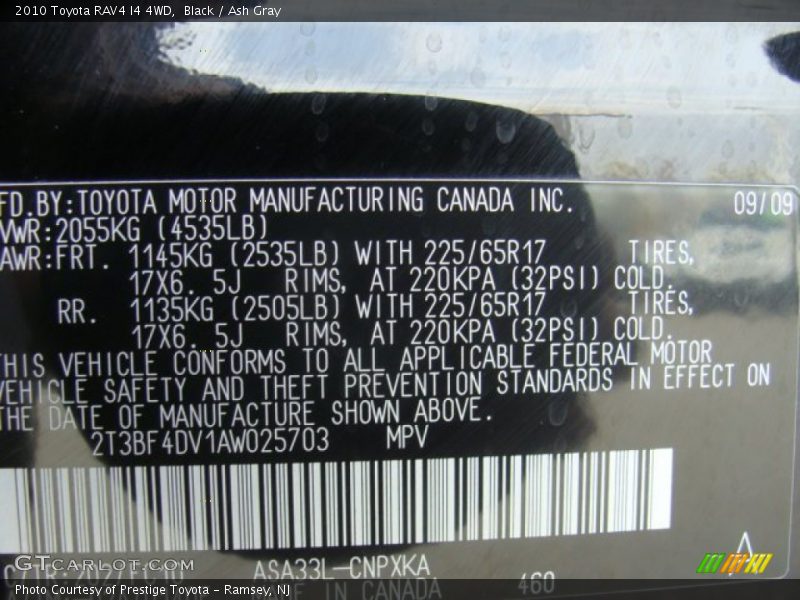 2010 Toyota RAV4 I4 4WD, Black / Ash Gray
FD.BY:TOYOTA MOTOR MANUFACTURING CANADA INC. 09/09
VWR:2055KG (4535LB)
AWR:FRT. 1145KG (2535LB) WITH 225/65R17 TIRES,
17X6. 5J RIMS, AT 220KPA (32PSI) COLD.
RR. 1135KG (2505LB) WITH 225/65R17 TIRES,
17X6. 5J RIMS, AT 220KPA (32PSI) COLD.
THIS VEHICLE CONFORMS TO ALL APPLICABLE FEDERAL MOTOR
VEHICLE SAFETY AND THEFT PREVENTION STANDARDS IN EFFECT ON
THE DATE OF MANUFACTURE SHOWN ABOVE.
2T3BF4DV1AW025703 MPV
GTCarLot.com
ASA33L-CNPXKA
IN CANADA 460
Photo Courtesy of Prestige Toyota - Ramsey, NJ